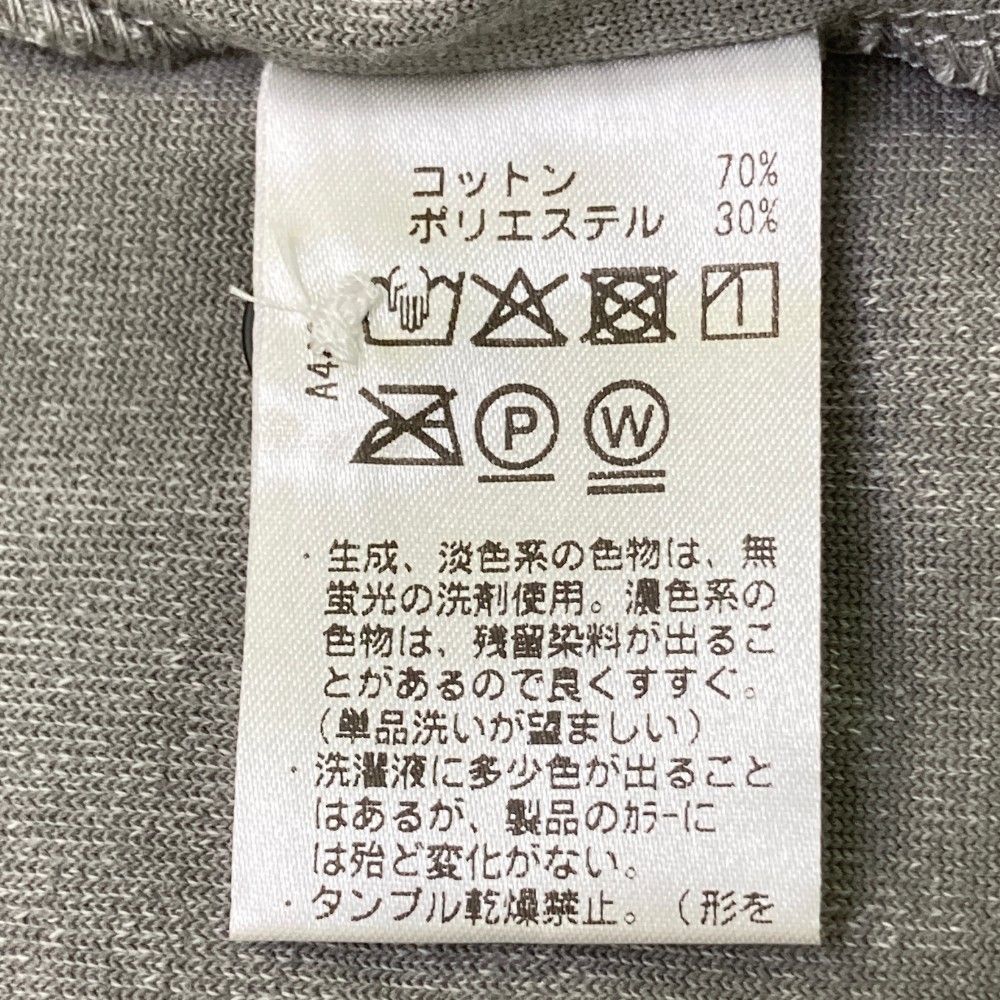 コットン 70%
ポリエステル 30%
A4
P W
・生成、淡色系の色物は、無
蛍光の洗剤使用。濃色系の
色物は、残留染料が出るこ
とがあるので良くすすぐ。
(単品洗いが望ましい)
・洗濯液に多少色が出ること
はあるが、製品のカラーに
は殆ど変化がない。
・タンブル乾燥禁止。(形を